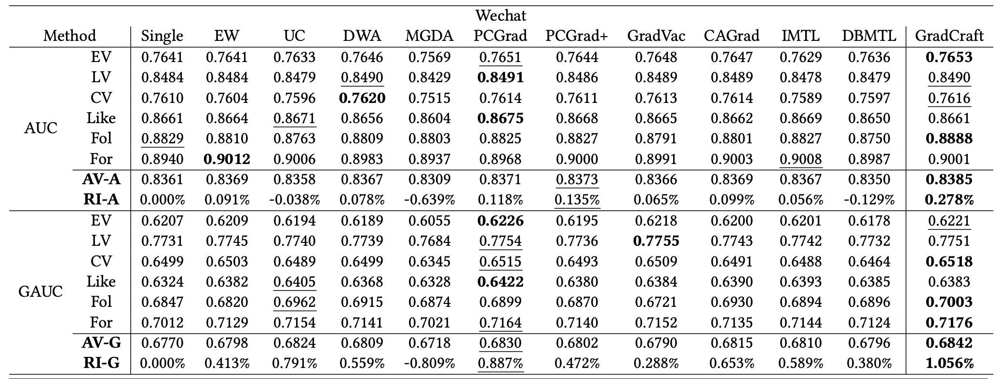 Wechat
Method Single EW UC DWA MGDA PCGrad PCGrad+ GradVac CAGrad IMTL DBMTL GradCraft
AUC
EV 0.7641 0.7641 0.7633 0.7646 0.7569 0.7651 0.7644 0.7648 0.7647 0.7629 0.7636 0.7653
LV 0.8484 0.8484 0.8479 0.8490 0.8429 0.8491 0.8486 0.8489 0.8489 0.8478 0.8479 0.8490
CV 0.7610 0.7604 0.7596 0.7620 0.7515 0.7614 0.7611 0.7613 0.7614 0.7589 0.7597 0.7616
Like 0.8661 0.8664 0.8671 0.8656 0.8604 0.8675 0.8668 0.8665 0.8662 0.8669 0.8650 0.8661
Fol 0.8829 0.8810 0.8763 0.8809 0.8803 0.8825 0.8827 0.8791 0.8801 0.8827 0.8750 0.8888
For 0.8940 0.9012 0.9006 0.8983 0.8937 0.8968 0.9000 0.8991 0.9003 0.9008 0.8987 0.9001
AV-A 0.8361 0.8369 0.8358 0.8367 0.8309 0.8371 0.8373 0.8366 0.8369 0.8367 0.8350 0.8385
RI-A 0.000% 0.091% -0.038% 0.078% -0.639% 0.118% 0.135% 0.065% 0.099% 0.056% -0.129% 0.278%
GAUC
EV 0.6207 0.6209 0.6194 0.6189 0.6055 0.6226 0.6195 0.6218 0.6200 0.6201 0.6178 0.6221
LV 0.7731 0.7745 0.7740 0.7739 0.7684 0.7754 0.7736 0.7755 0.7743 0.7742 0.7732 0.7751
CV 0.6499 0.6503 0.6489 0.6499 0.6345 0.6515 0.6493 0.6509 0.6491 0.6488 0.6464 0.6518
Like 0.6324 0.6382 0.6405 0.6368 0.6328 0.6422 0.6380 0.6384 0.6390 0.6393 0.6385 0.6383
Fol 0.6847 0.6820 0.6962 0.6915 0.6874 0.6899 0.6870 0.6721 0.6930 0.6894 0.6896 0.7003
For 0.7012 0.7129 0.7154 0.7141 0.7021 0.7164 0.7140 0.7152 0.7135 0.7144 0.7124 0.7176
AV-G 0.6770 0.6798 0.6824 0.6809 0.6718 0.6830 0.6802 0.6790 0.6815 0.6810 0.6796 0.6842
RI-G 0.000% 0.413% 0.791% 0.559% -0.809% 0.887% 0.472% 0.288% 0.653% 0.589% 0.380% 1.056%